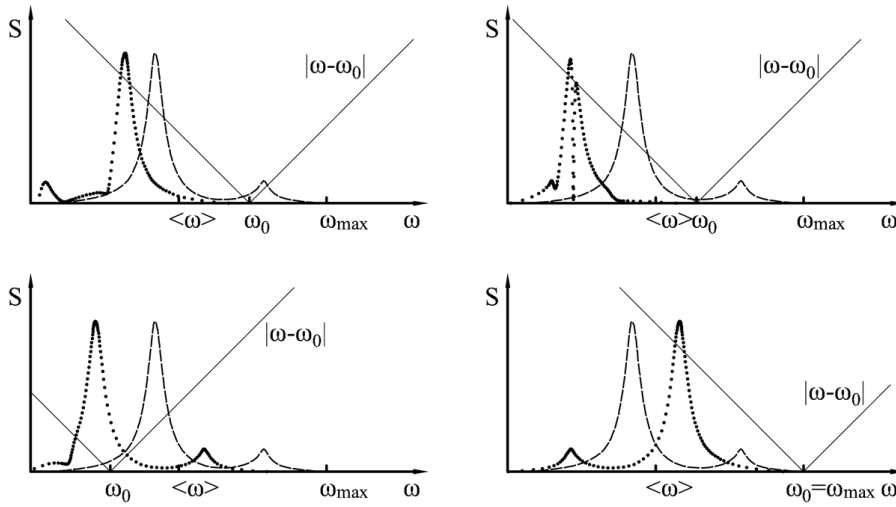 S
|ω-ω₀|
<ω> ω₀ ωmax ω
S
|ω-ω₀|
<ω>ω₀ ωmax ω
S
|ω-ω₀|
ω₀ <ω> ωmax ω
S
|ω-ω₀|
<ω> ω₀=ωmax ω